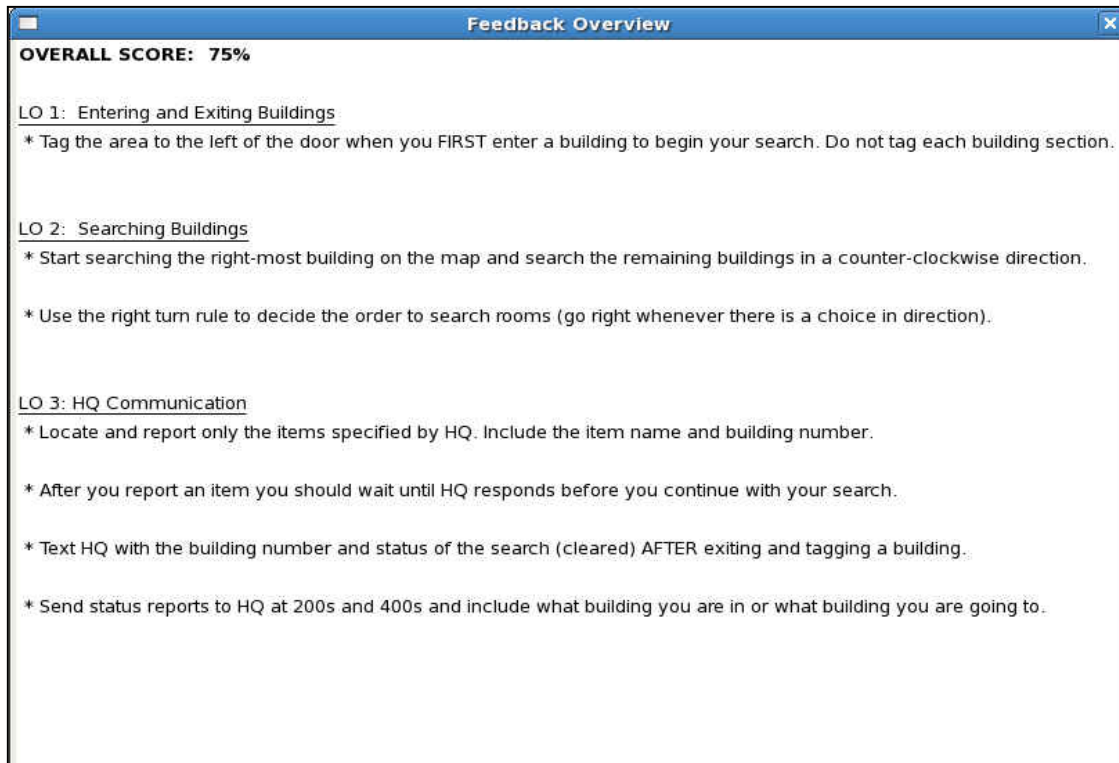 Feedback Overview
OVERALL SCORE: 75%
LO 1: Entering and Exiting Buildings
* Tag the area to the left of the door when you FIRST enter a building to begin your search. Do not tag each building section.
LO 2: Searching Buildings
* Start searching the right-most building on the map and search the remaining buildings in a counter-clockwise direction.
* Use the right turn rule to decide the order to search rooms (go right whenever there is a choice in direction).
LO 3: HQ Communication
* Locate and report only the items specified by HQ. Include the item name and building number.
* After you report an item you should wait until HQ responds before you continue with your search.
* Text HQ with the building number and status of the search (cleared) AFTER exiting and tagging a building.
* Send status reports to HQ at 200s and 400s and include what building you are in or what building you are going to.